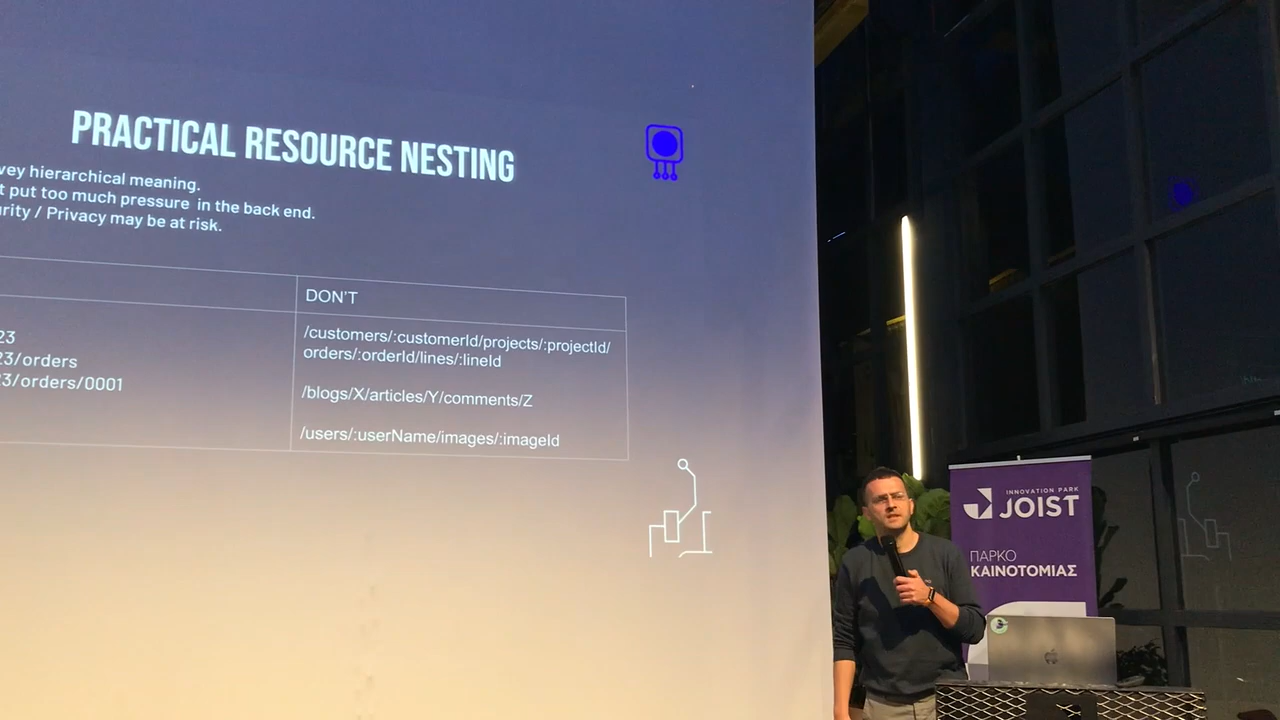 PRACTICAL RESOURCE NESTING
vey hierarchical meaning.
t put too much pressure in the back end.
urity / Privacy may be at risk.
DON'T
23
23/orders
23/orders/0001
/customers/:customerId/projects/:projectId/
orders/:orderId/lines/:lineId
/blogs/X/articles/Y/comments/Z
/users/:userName/images/:imageId
INNOVATION PARK
JOIST
ΠΑΡΚΟ
ΚΑΙΝΟΤΟΜΙΑΣ